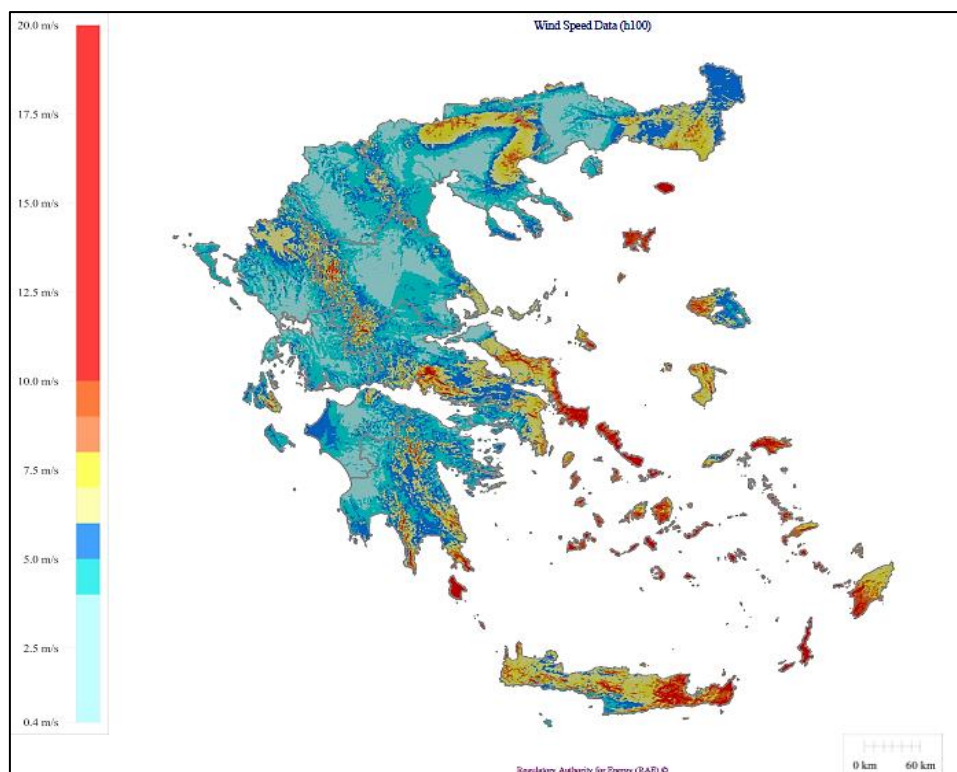 Wind Speed Data (h100)
20.0 m/s
17.5 m/s
15.0 m/s
12.5 m/s
10.0 m/s
7.5 m/s
5.0 m/s
2.5 m/s
0.4 m/s
0 km 60 km
Regulatory Authority for Energy (RAE) ©